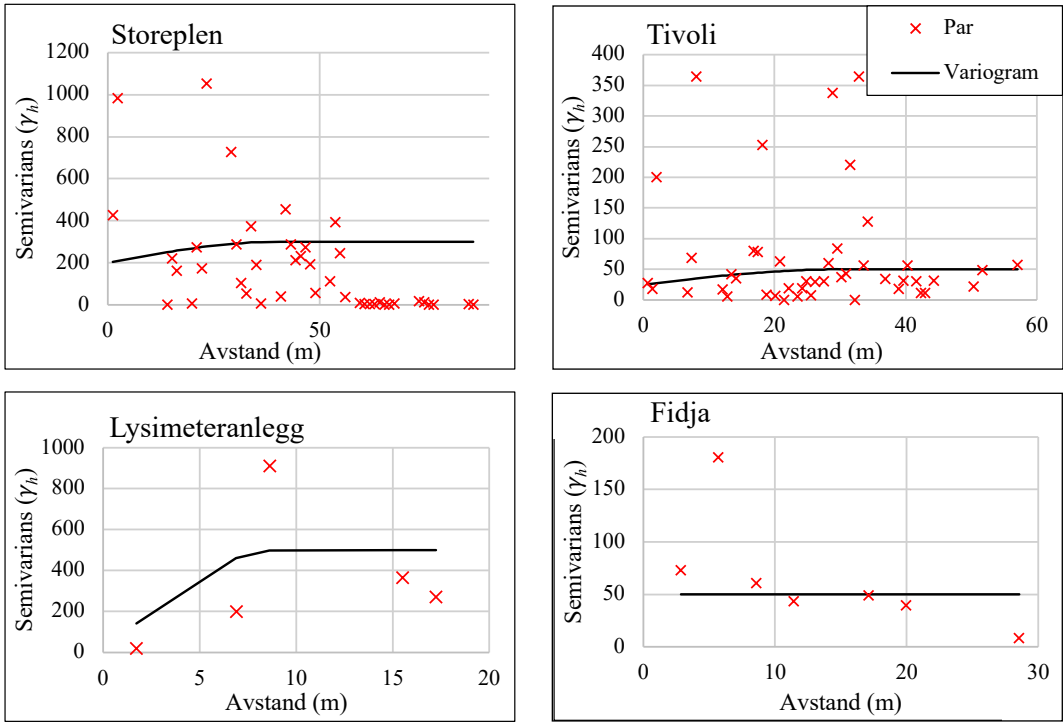 Storeplen
Semivarians (γh)
1200
1000
800
600
400
200
0
0
50
Avstand (m)
Tivoli
Par
Variogram
Semivarians (γh)
400
350
300
250
200
150
100
50
0
0 20 40 60
Avstand (m)
Lysimeteranlegg
Semivarians (γh)
1000
800
600
400
200
0
0 5 10 15 20
Avstand (m)
Fidja
Semivarians (γh)
200
150
100
50
0
0 10 20 30
Avstand (m)